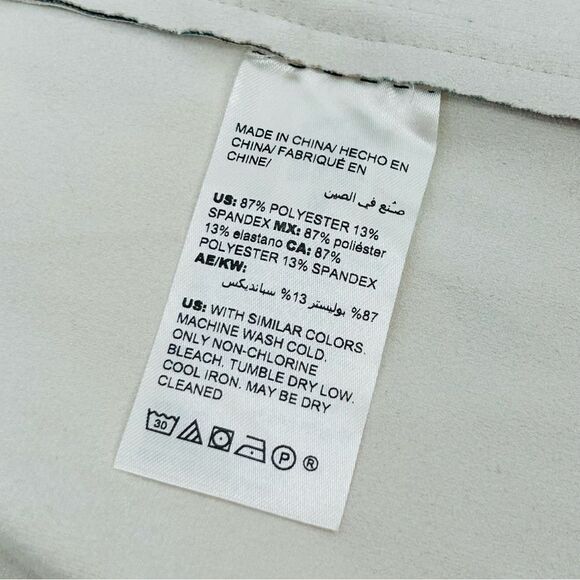 MADE IN CHINA/ HECHO EN
CHINA/ FABRIQUÉ EN
CHINE/
صنع في الصين
US: 87% POLYESTER 13%
SPANDEX MX: 87% poliéster
13% elastano CA: 87%
POLYESTER 13% SPANDEX
AE/KW:
87% بوليستر 13% سبانديكس
US: WITH SIMILAR COLORS.
MACHINE WASH COLD.
ONLY NON-CHLORINE
BLEACH. TUMBLE DRY LOW.
COOL IRON. MAY BE DRY
CLEANED
30 P ®